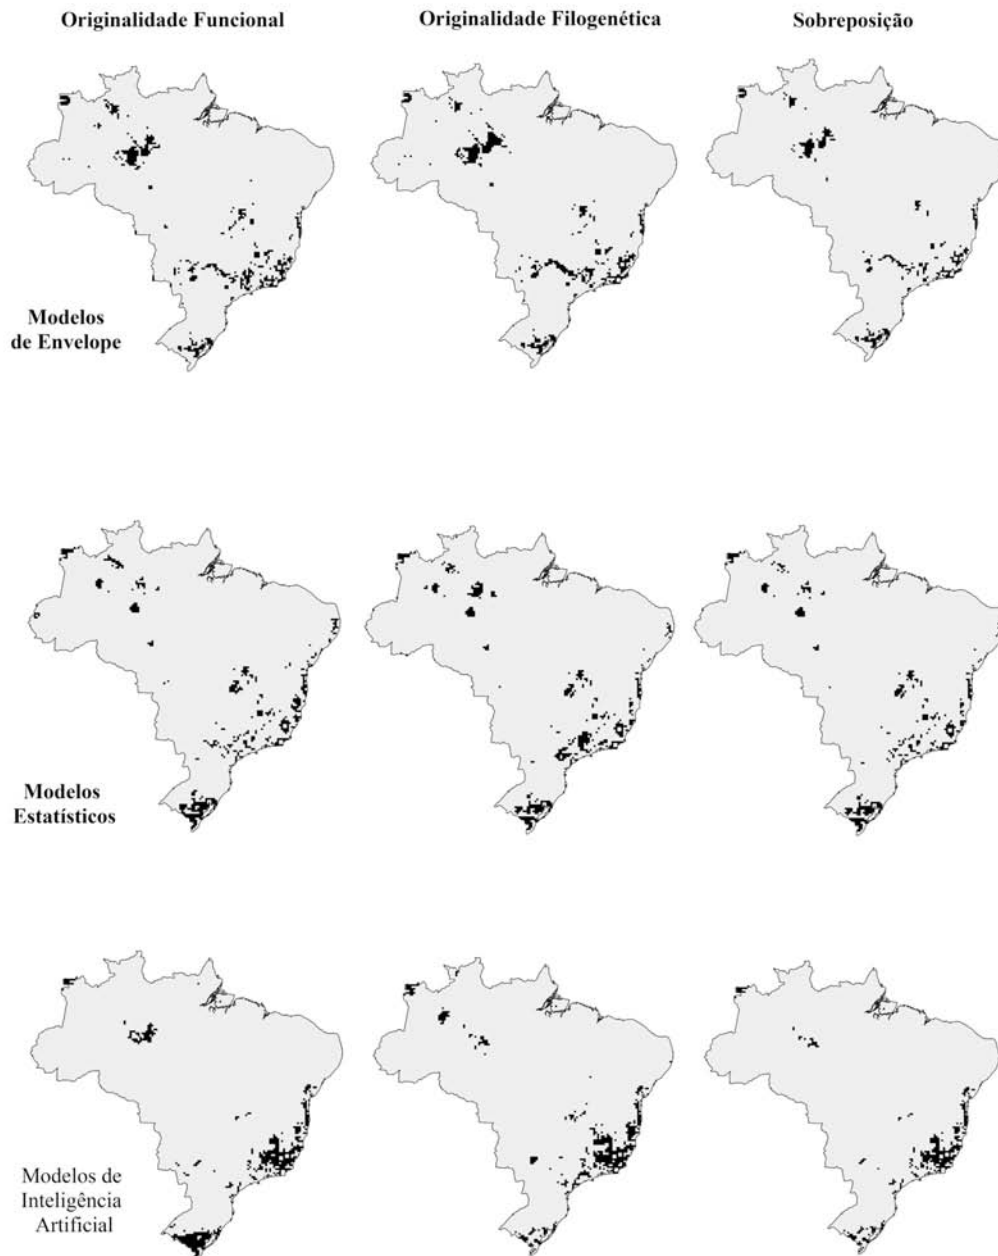 Originalidade Funcional
Originalidade Filogenética
Sobreposição
Modelos
de Envelope
Modelos
Estatísticos
Modelos de
Inteligência
Artificial